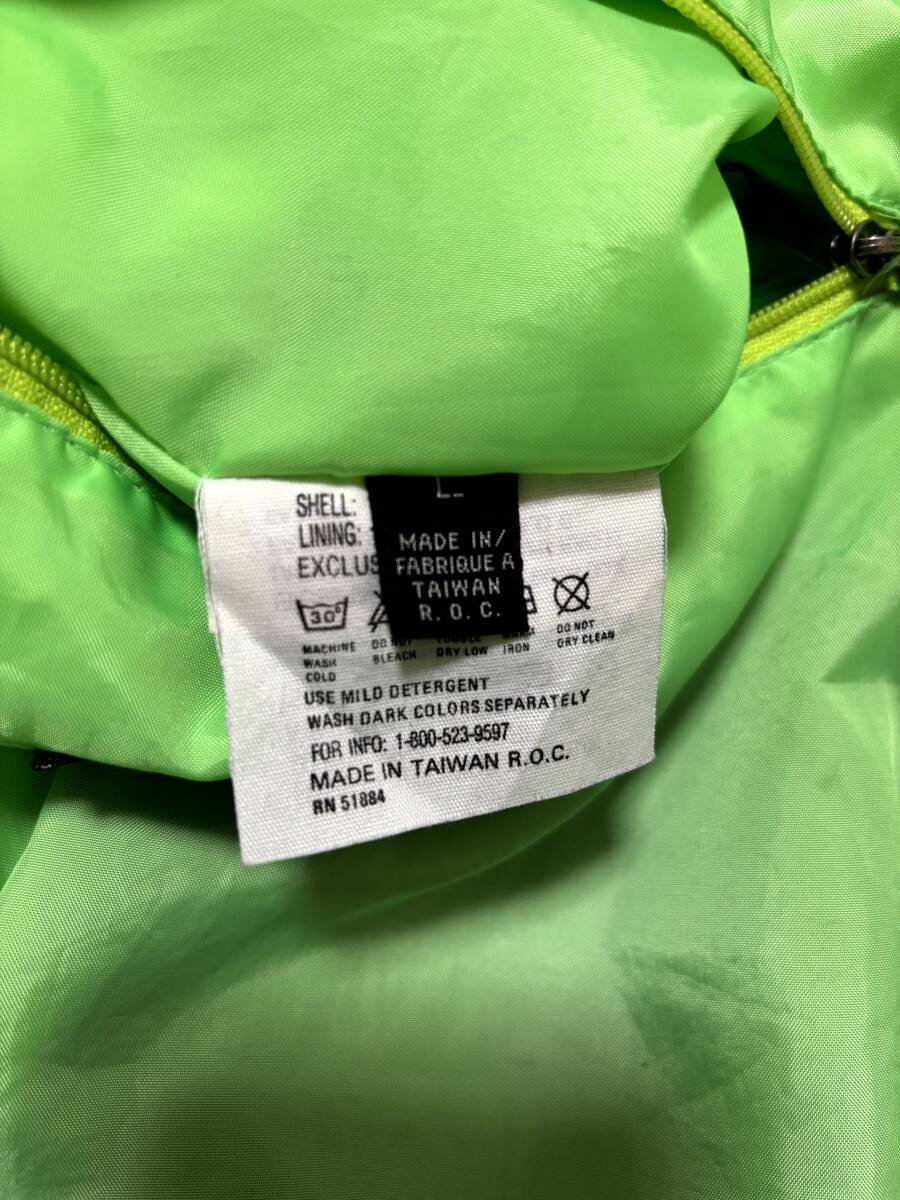 SHELL:
LINING:
EXCLUS
MADE IN/
FABRIQUE A
TAIWAN
R. O. C.
30°
MACHINE
WASH
COLD
DO NOT
BLEACH
DRY LOW
IRON
DO NOT
DRY CLEAN
USE MILD DETERGENT
WASH DARK COLORS SEPARATELY
FOR INFO: 1-800-523-9597
MADE IN TAIWAN R.O.C.
RN 51884